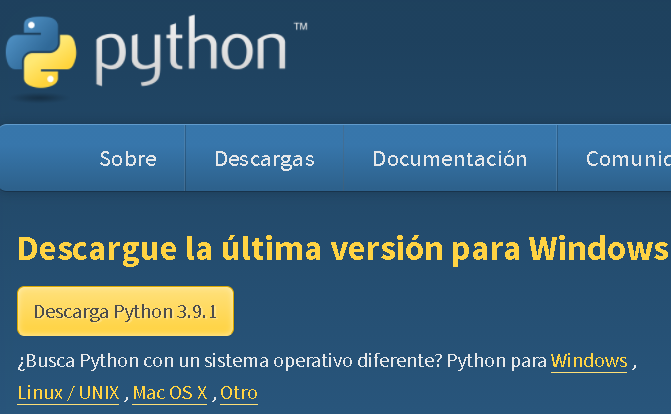 python™
Sobre Descargas Documentación
Descargue la última versión para Windows
Descarga Python 3.9.1
¿Busca Python con un sistema operativo diferente? Python para Windows ,
Linux / UNIX , Mac OS X , Otro